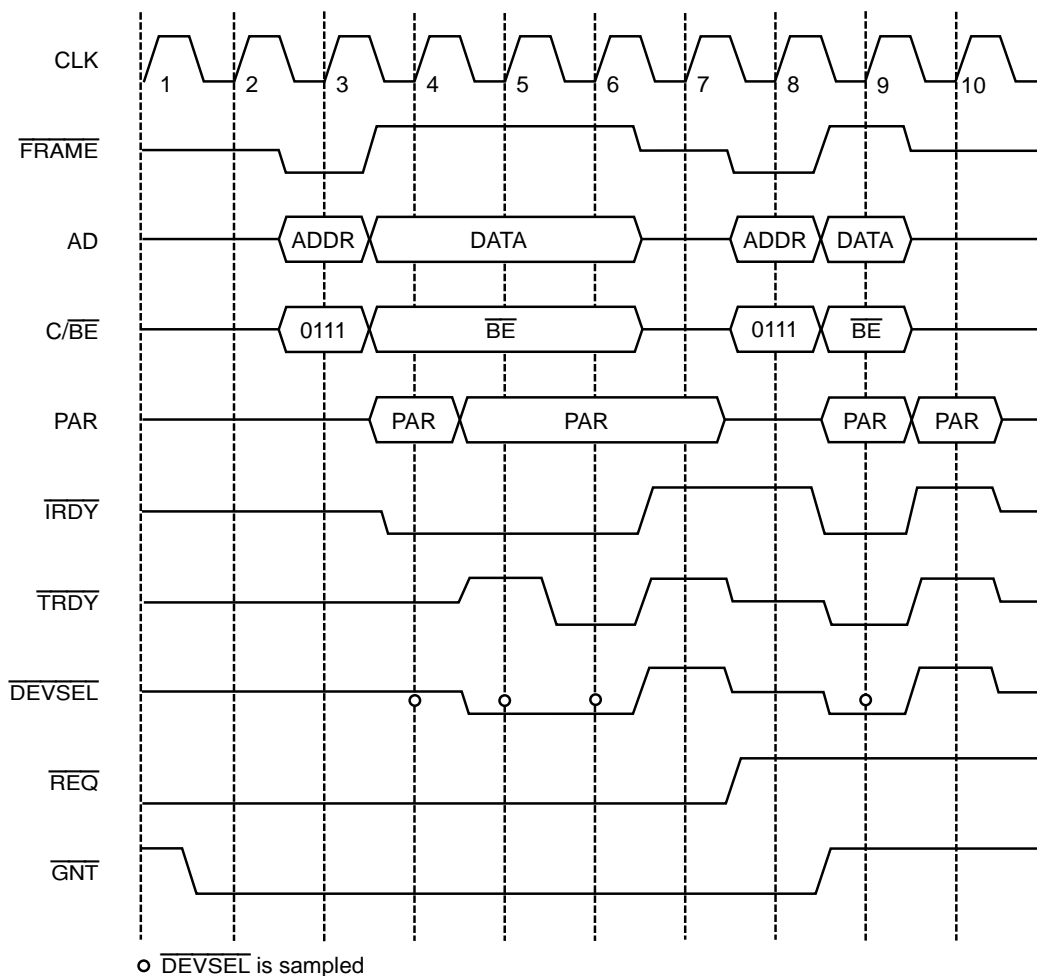 CLK
1 2 3 4 5 6 7 8 9 10
FRAME
AD
ADDR DATA ADDR DATA
C/BE
0111 BE 0111 BE
PAR
PAR PAR PAR PAR
IRDY
TRDY
DEVSEL
REQ
GNT
DEVSEL is sampled